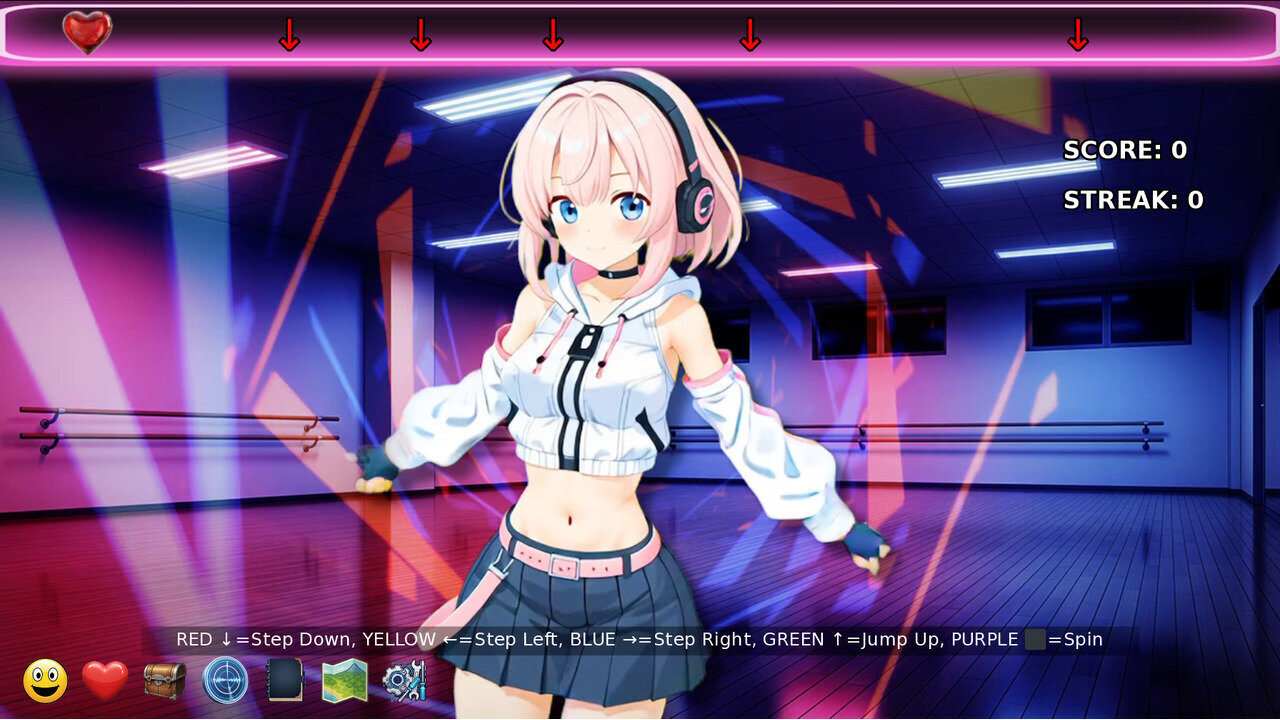 SCORE: 0
STREAK: 0
RED ↓=Step Down, YELLOW ←=Step Left, BLUE →=Step Right, GREEN ↑=Jump Up, PURPLE ⬛=Spin